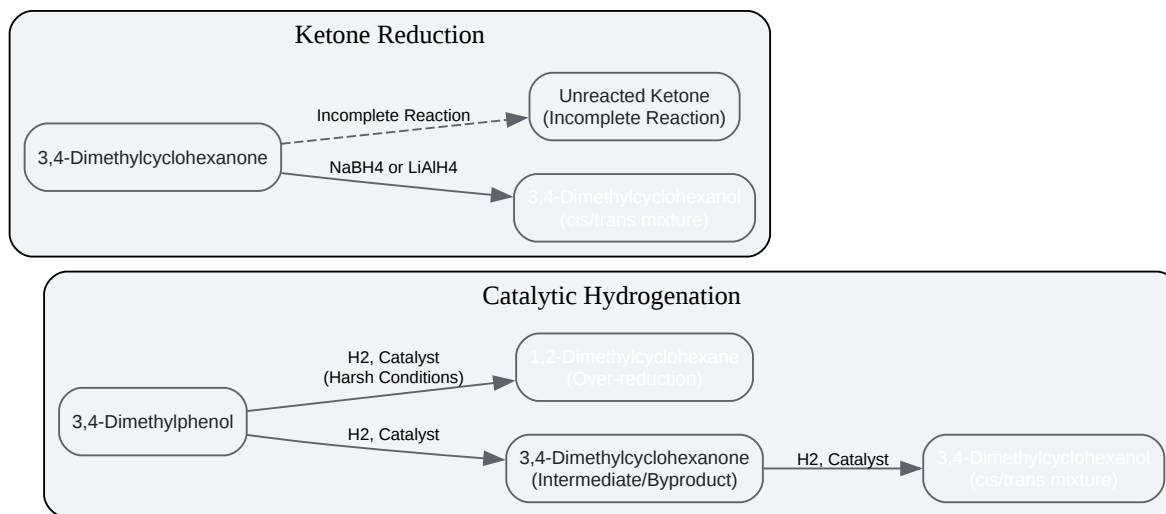 Ketone Reduction
Unreacted Ketone
(Incomplete Reaction)
Incomplete Reaction
3,4-Dimethylcyclohexanone
NaBH4 or LiAlH4
3,4-Dimethylcyclohexanol
(cis/trans mixture)
Catalytic Hydrogenation
H2, Catalyst
(Harsh Conditions)
1,2-Dimethylcyclohexane
(Over-reduction)
3,4-Dimethylphenol
H2, Catalyst
3,4-Dimethylcyclohexanone
(Intermediate/Byproduct)
H2, Catalyst
3,4-Dimethylcyclohexanol
(cis/trans mixture)